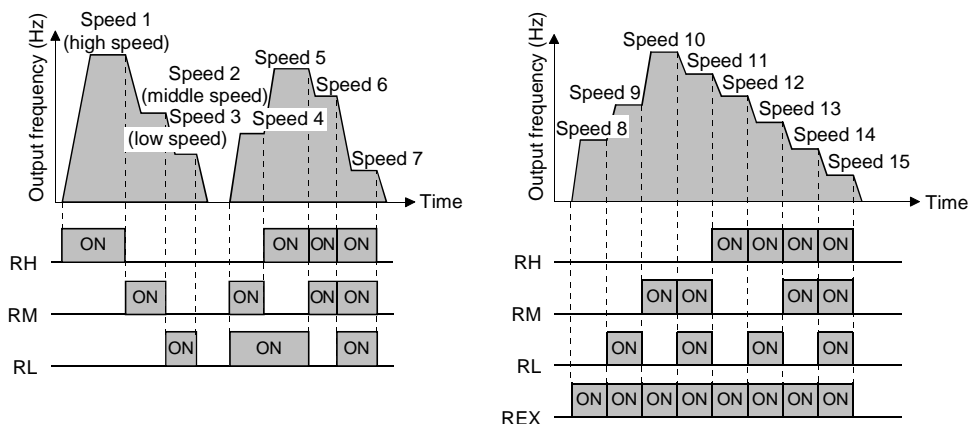 Output frequency (Hz)
Speed 1
(high speed)
Speed 2
(middle speed)
Speed 3
(low speed)
Speed 4
Speed 5
Speed 6
Speed 7
Time
RH
ON
ON
ON
ON
RM
ON
ON
ON
ON
RL
ON
ON
ON
Output frequency (Hz)
Speed 8
Speed 9
Speed 10
Speed 11
Speed 12
Speed 13
Speed 14
Speed 15
Time
RH
ON
ON
ON
ON
RM
ON
ON
ON
ON
RL
ON
ON
ON
ON
REX
ON
ON
ON
ON
ON
ON
ON
ON